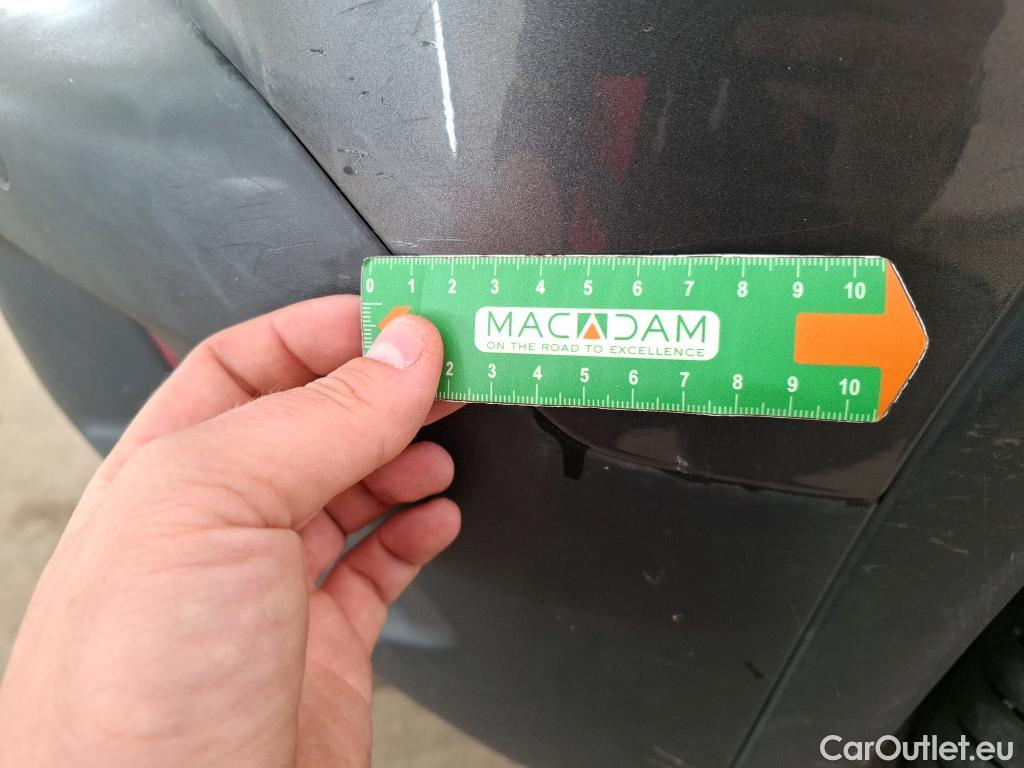 0 1 2 3 4 5 6 7 8 9 10
MACADAM
ON THE ROAD TO EXCELLENCE
2 3 4 5 6 7 8 9 10
CarOutlet.eu